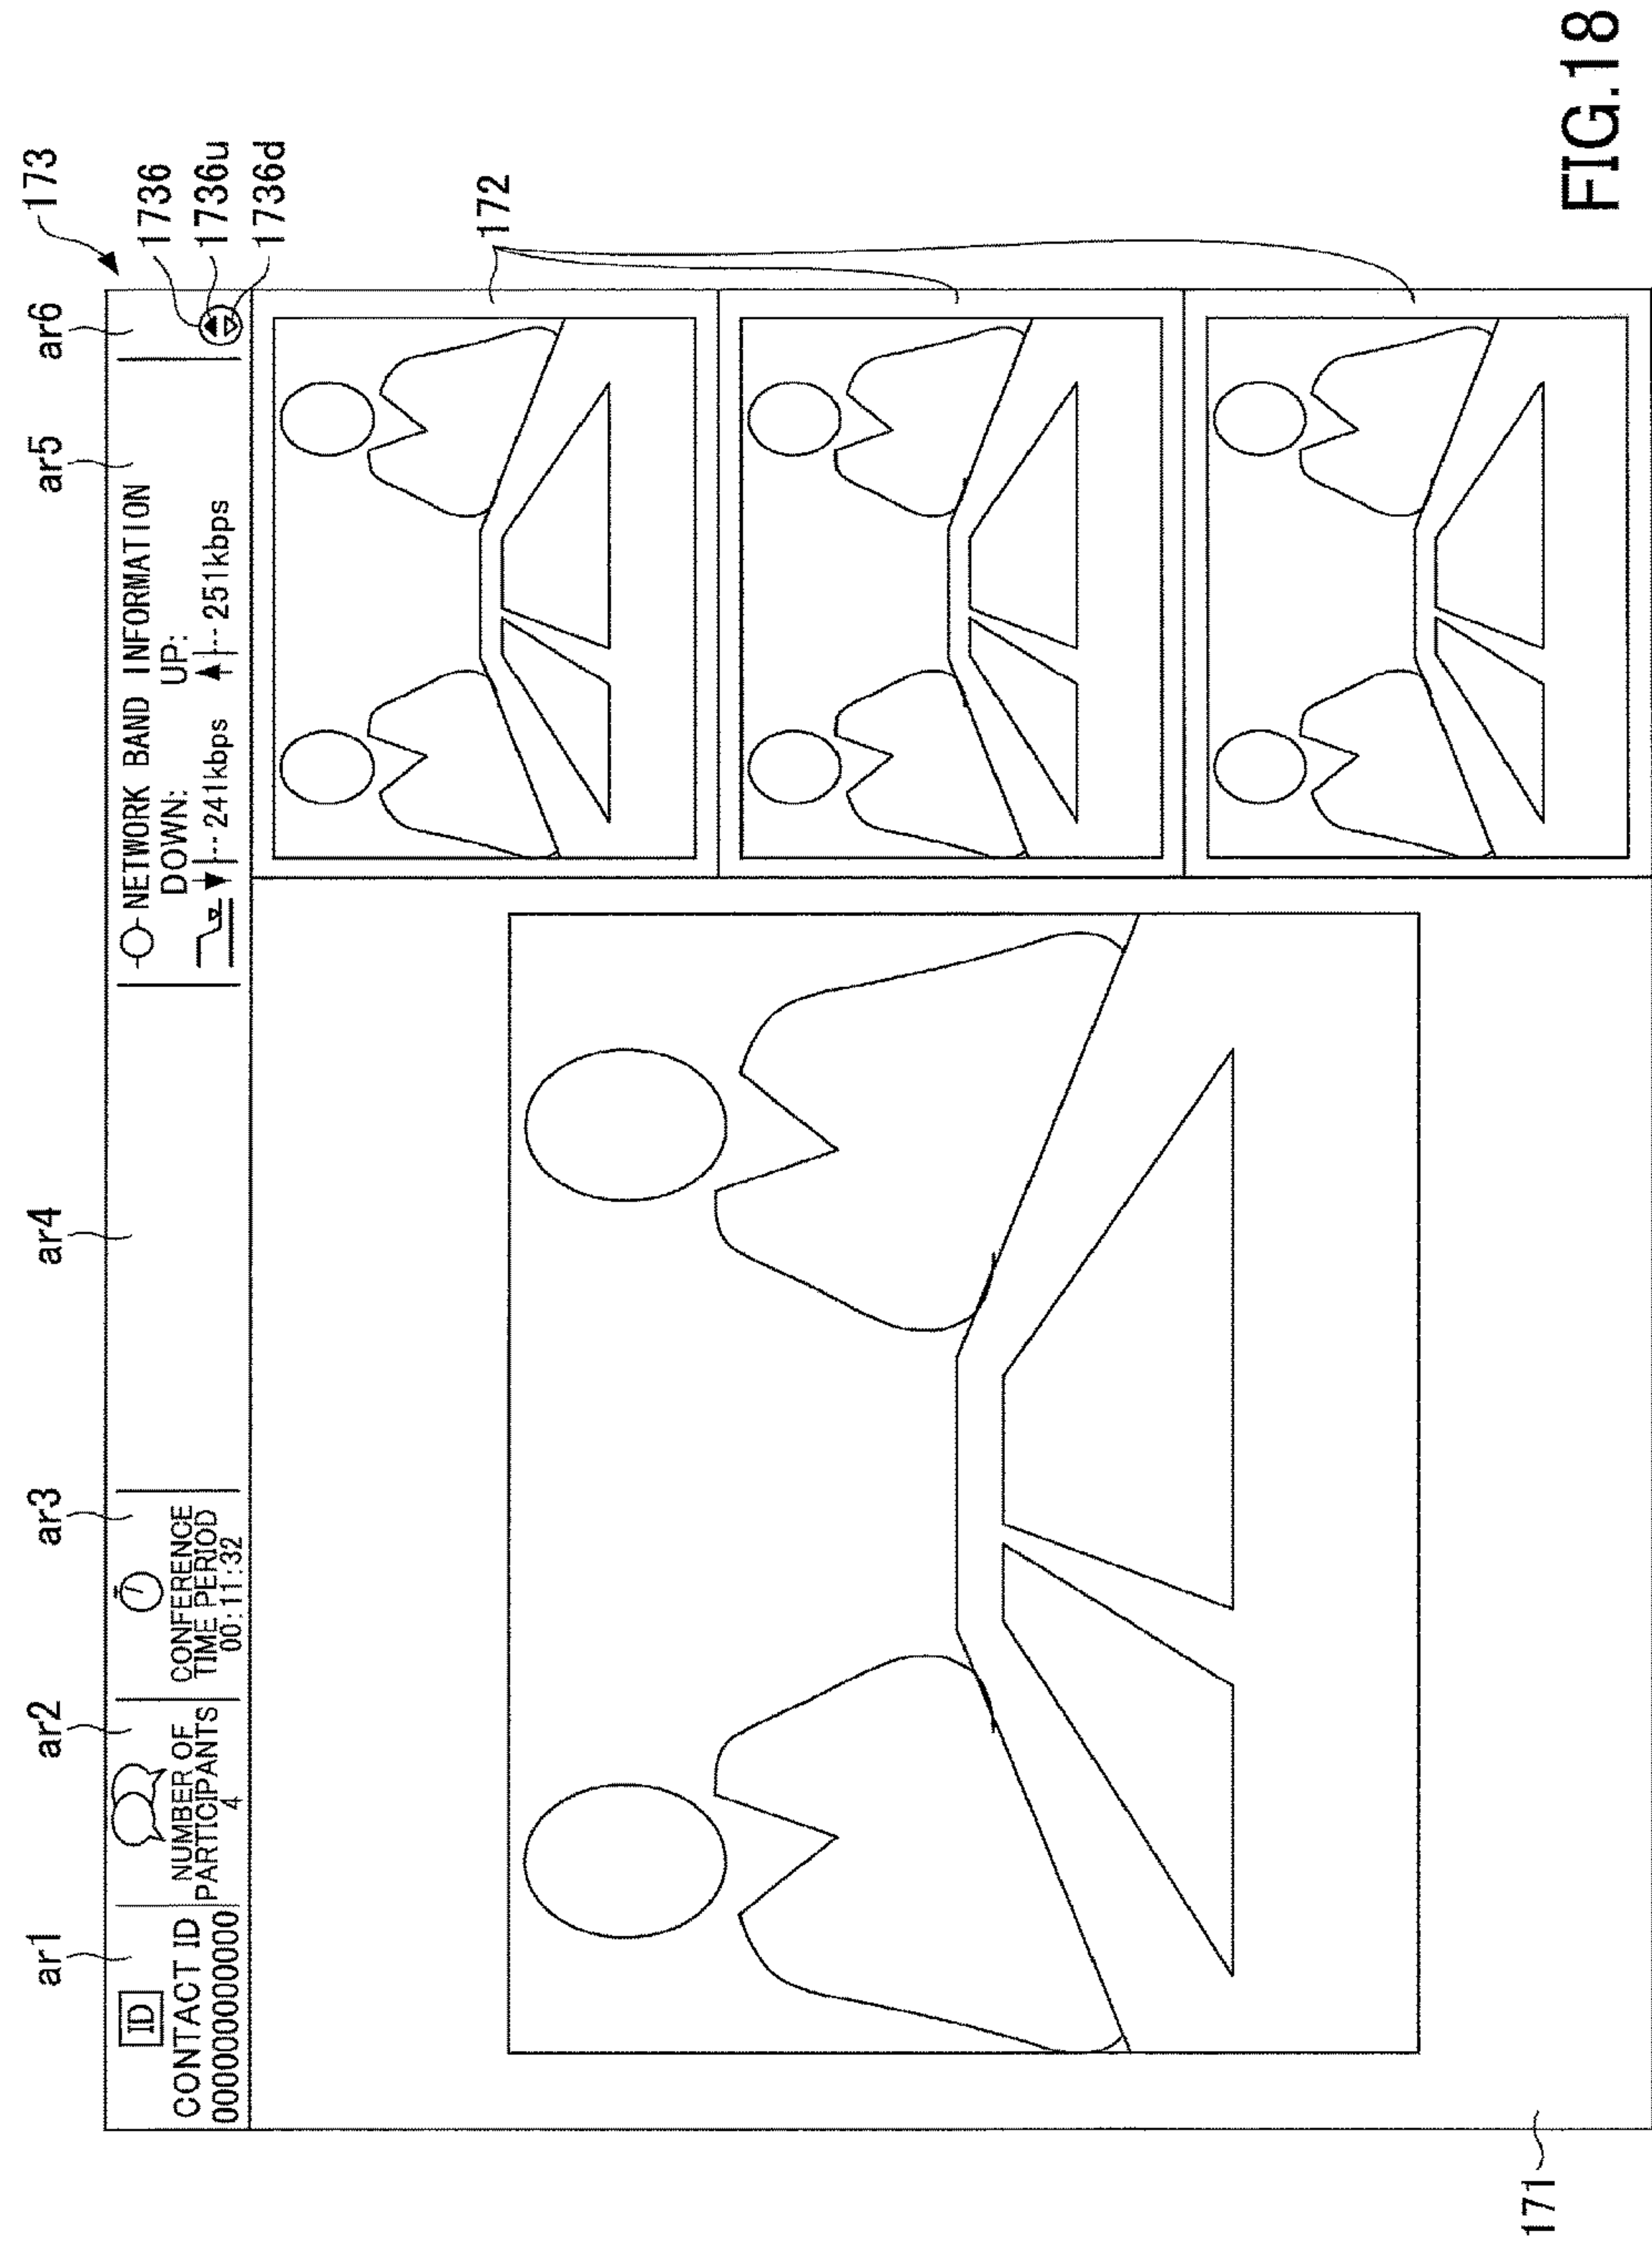 173
1736
1736u
1736d
ar1
ar2
ar3
ar4
ar5
ar6
ID
CONTACT ID
000000000000
NUMBER OF
PARTICIPANTS
4
CONFERENCE
TIME PERIOD
00:11:32
NETWORK BAND INFORMATION
DOWN: UP:
241kbps 251kbps
172
171
FIG.18